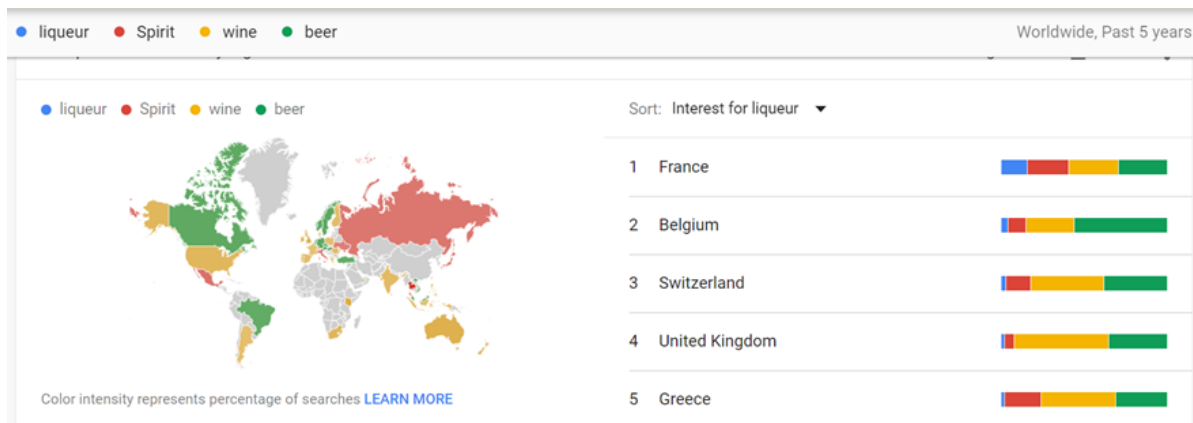 liqueur Spirit wine beer Worldwide, Past 5 years
liqueur Spirit wine beer
Sort: Interest for liqueur
1 France
2 Belgium
3 Switzerland
4 United Kingdom
5 Greece
Color intensity represents percentage of searches LEARN MORE